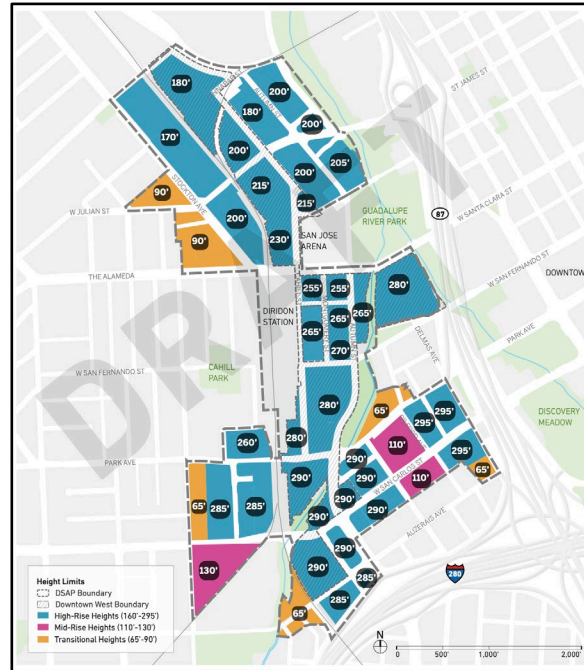 DRAFT
180'
200'
180'
170'
200'
CINNABAR ST
AUTUMN ST
ST JAMES ST
200'
205'
200'
215'
90'
STOCKTON AVE
W JULIAN ST
215'
200'
GUADALUPE
RIVER PARK
87
W SANTA CLARA ST
90'
230'
SAN JOSE
ARENA
THE ALAMEDA
W SAN FERNANDO ST
DOWNTOW
255'
255'
280'
DIRIDON
STATION
265'
265'
265'
270'
DELMAS AVE
PARK AVE
CAHILL
PARK
W SAN FERNANDO ST
280'
65'
DISCOVERY
MEADOW
295'
295'
110'
280'
260'
PARK AVE
290'
290'
290'
295'
65'
110'
W SAN CARLOS ST
65'
285'
285'
290'
290'
290'
AUZERAIS AVE
130'
290'
290'
285'
280
285'
65'
Height Limits
DSAP Boundary
Downtown West Boundary
High-Rise Heights (160'-295')
Mid-Rise Heights (110'-130')
Transitional Heights (65'-90')
N
0 500' 1,000' 2,000'